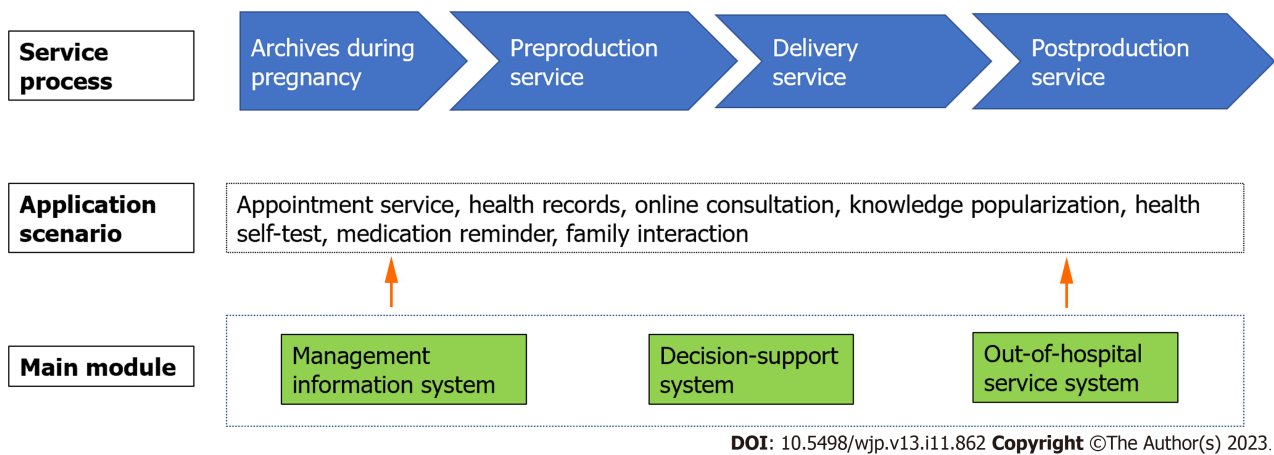 Service
process
Archives during
pregnancy
Preproduction
service
Delivery
service
Postproduction
service
Application
scenario
Appointment service, health records, online consultation, knowledge popularization, health
self-test, medication reminder, family interaction
Main module
Management
information system
Decision-support
system
Out-of-hospital
service system
DOI: 10.5498/wjp.v13.i11.862 Copyright ©The Author(s) 2023.